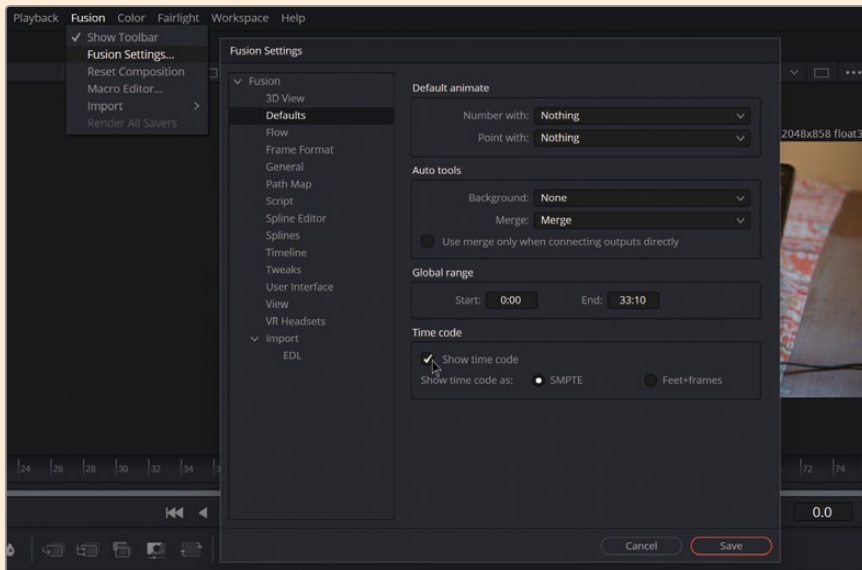 Playback Fusion Color Fairlight Workspace Help
Show Toolbar
Fusion Settings...
Reset Composition
Macro Editor...
Import
Render All Savers
Fusion Settings
Fusion
3D View
Defaults
Flow
Frame Format
General
Path Map
Script
Spline Editor
Splines
Timeline
Tweaks
User Interface
View
VR Headsets
Import
EDL
Default animate
Number with: Nothing
Point with: Nothing
Auto tools
Background: None
Merge: Merge
Use merge only when connecting outputs directly
Global range
Start: 0:00 End: 33:10
Time code
Show time code
Show time code as: SMPTE Feet+frames
Cancel Save
2048x858 float3
24 26 28 30 32 34 3 72 74
0.0